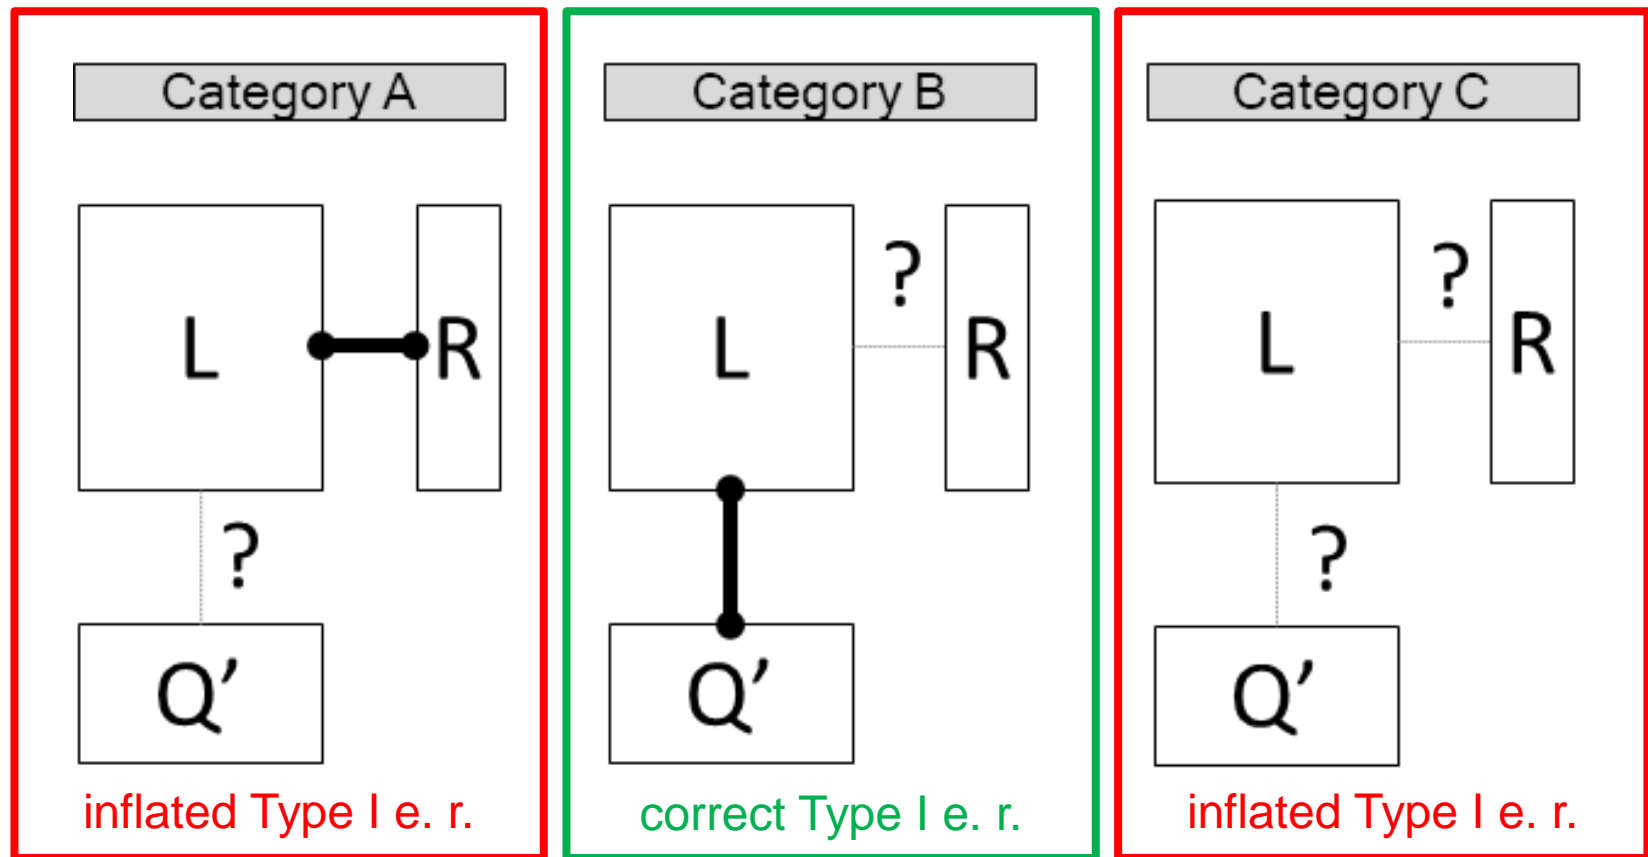 Category A
L
R
?
Q’
inflated Type I e. r.
Category B
?
L
R
Q’
correct Type I e. r.
Category C
?
L
R
?
Q’
inflated Type I e. r.